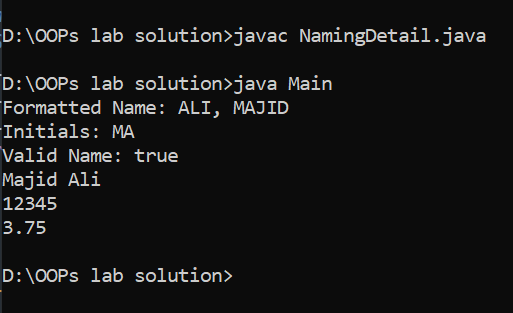 D:\OOPs lab solution>javac NamingDetail.java
D:\OOPs lab solution>java Main
Formatted Name: ALI, MAJID
Initials: MA
Valid Name: true
Majid Ali
12345
3.75
D:\OOPs lab solution>